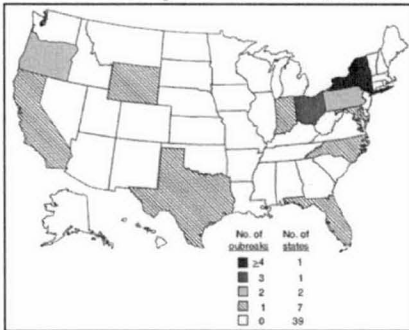 No. of No. of
outbreaks states
≥4 1
3 1
2 2
1 7
0 39